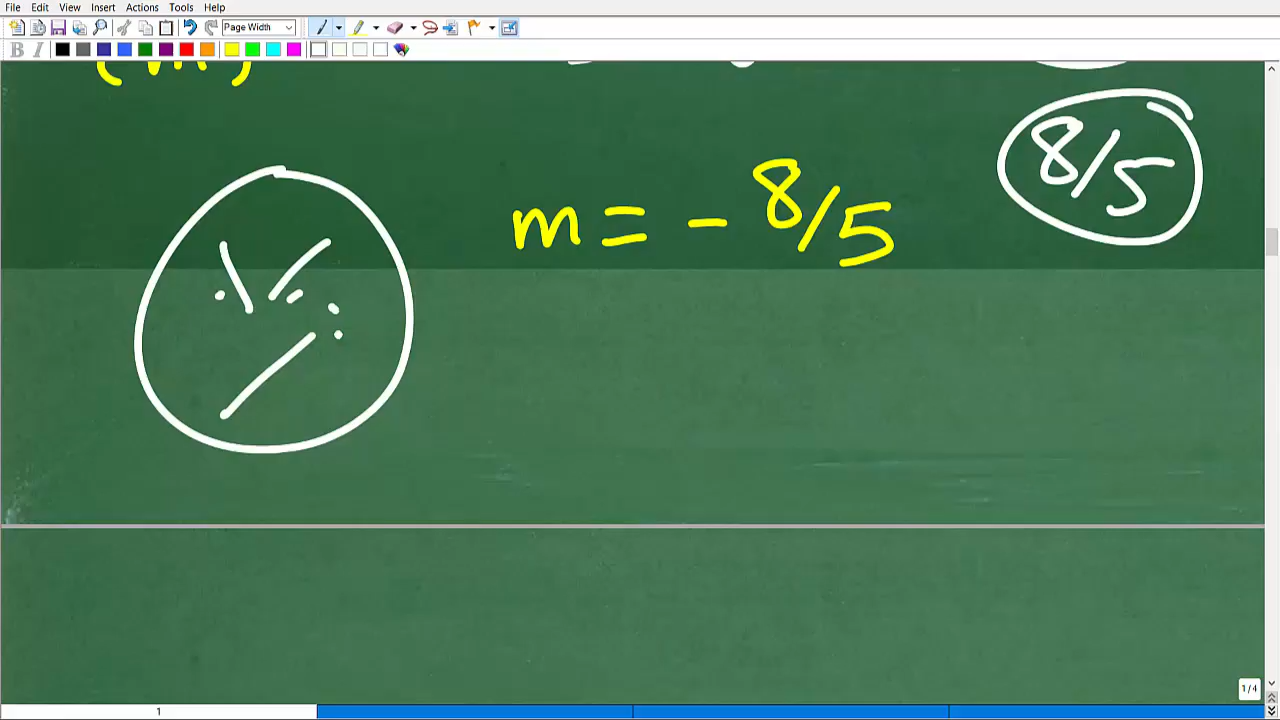 File Edit View Insert Actions Tools Help
Page Width
B I
(m)
8/5
m = - 8/5
1/4
1